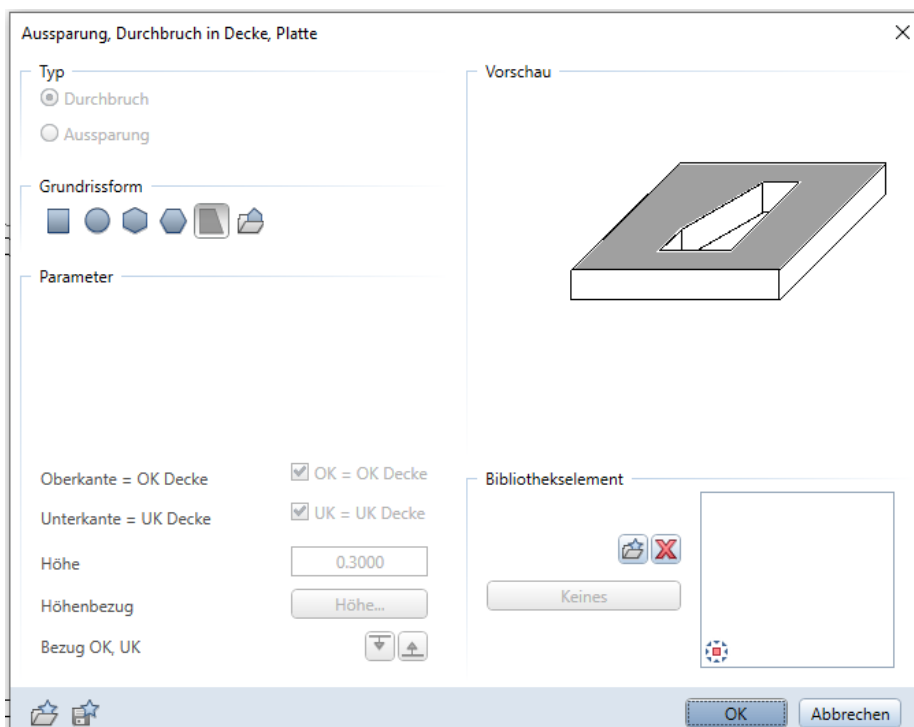 Aussparung, Durchbruch in Decke, Platte
Typ
Durchbruch
Aussparung
Grundrissform
Parameter
Oberkante = OK Decke
OK = OK Decke
Unterkante = UK Decke
UK = UK Decke
Höhe
0.3000
Höhenbezug
Höhe...
Bezug OK, UK
Vorschau
Bibliothekselement
Keines
OK
Abbrechen